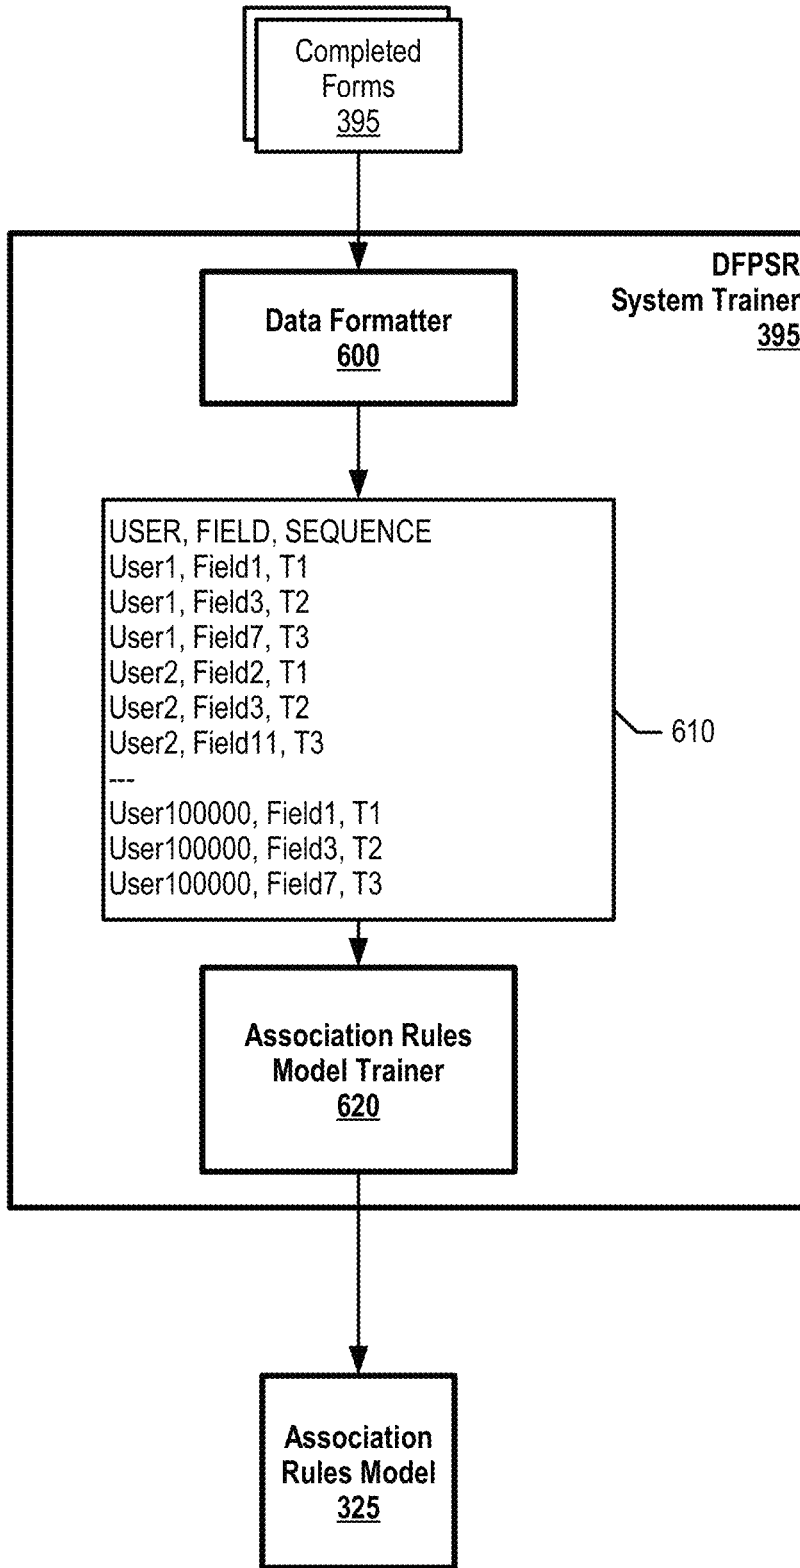 Completed
Forms
395
DFPSR
System Trainer
395
Data Formatter
600
USER, FIELD, SEQUENCE
User1, Field1, T1
User1, Field3, T2
User1, Field7, T3
User2, Field2, T1
User2, Field3, T2
User2, Field11, T3
---
User100000, Field1, T1
User100000, Field3, T2
User100000, Field7, T3
610
Association Rules
Model Trainer
620
Association
Rules Model
325